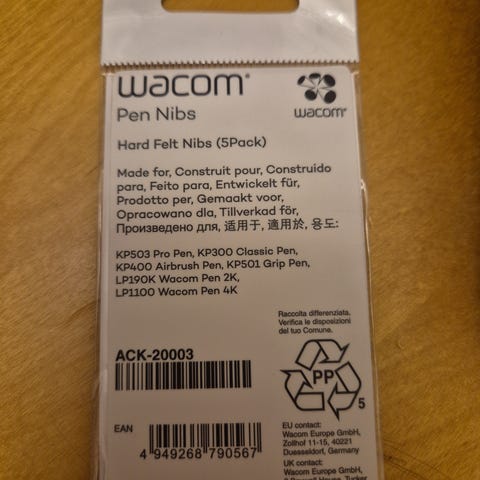 wacom
wacom
Pen Nibs
Hard Felt Nibs (5Pack)
Made for, Construit pour, Construído
para, Feito para, Entwickelt für,
Prodotto per, Gemaakt voor,
Opracowano dla, Tillverkad för,
Произведено для, 适用于, 適用於, 용도:
KP503 Pro Pen, KP300 Classic Pen,
KP400 Airbrush Pen, KP501 Grip Pen,
LP190K Wacom Pen 2K,
LP1100 Wacom Pen 4K
Raccolta differenziata.
Verifica le disposizioni
del tuo Comune.
ACK-20003
PP
5
EAN
4 949268 790567
EU contact:
Wacom Europe GmbH,
Zollhof 11-15, 40221
Duesseldorf, Germany
UK contact:
Wacom Europe GmbH,